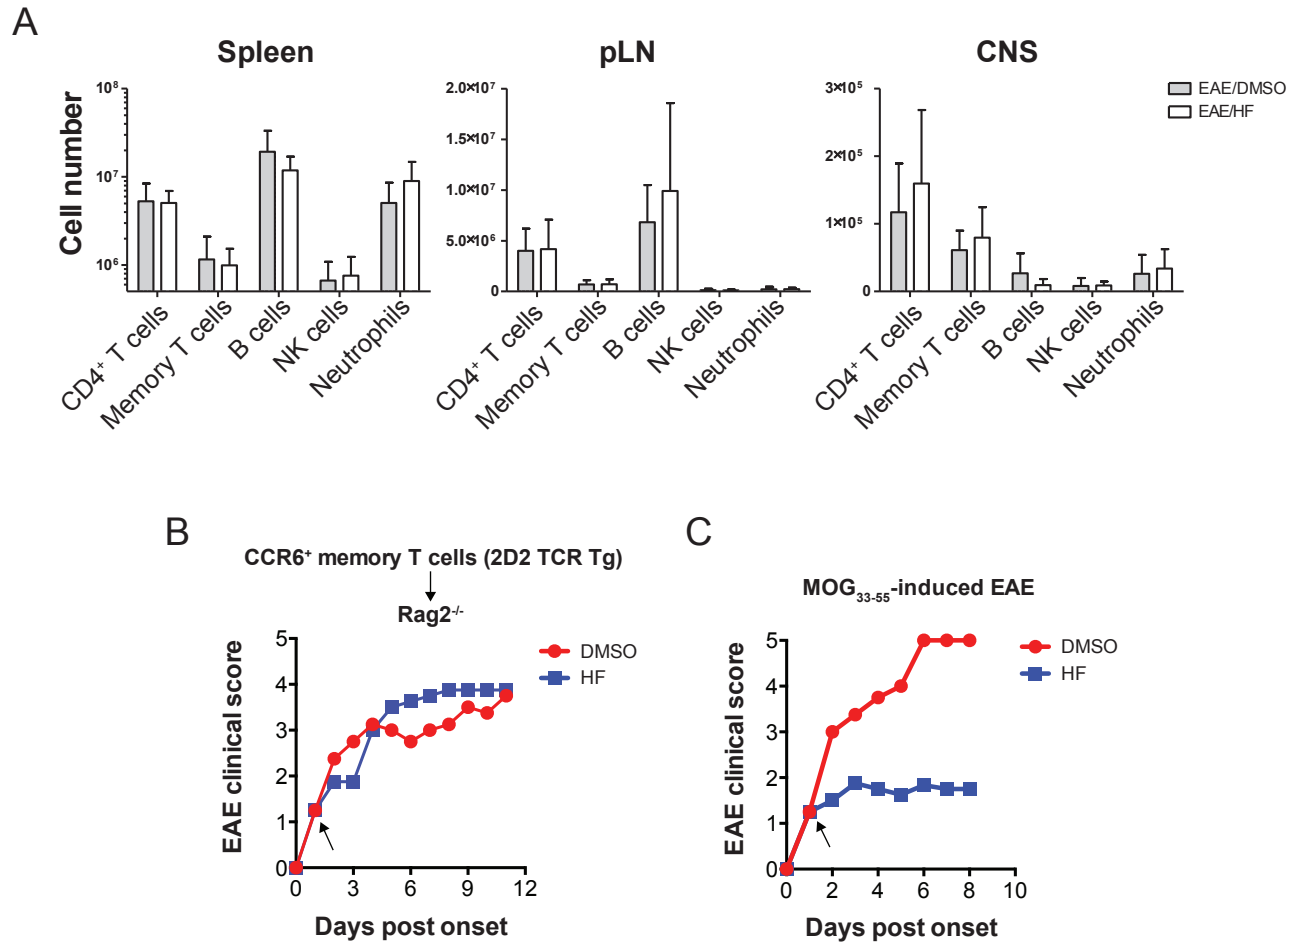 A
Spleen
pLN
CNS
Cell number
10⁸
10⁷
10⁶
2.0×10⁷
1.5×10⁷
1.0×10⁷
5.0×10⁶
0
3×10⁵
2×10⁵
1×10⁵
0
EAE/DMSO
EAE/HF
CD4⁺ T cells
Memory T cells
B cells
NK cells
Neutrophils
CD4⁺ T cells
Memory T cells
B cells
NK cells
Neutrophils
CD4⁺ T cells
Memory T cells
B cells
NK cells
Neutrophils
B
CCR6⁺ memory T cells (2D2 TCR Tg)
Rag2⁻/⁻
EAE clinical score
5
4
3
2
1
0
0 3 6 9 12
Days post onset
DMSO
HF
C
MOG₃₃₋₅₅-induced EAE
EAE clinical score
5
4
3
2
1
0
0 2 4 6 8 10
Days post onset
DMSO
HF